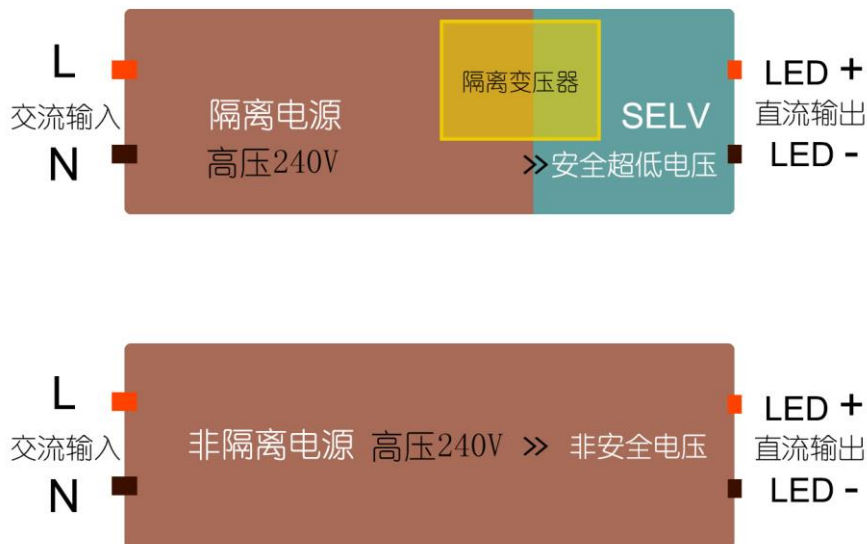 L
交流输入
N
隔离电源
高压240V
隔离变压器
SELV
»安全超低电压
LED +
直流输出
LED -
L
交流输入
N
非隔离电源 高压240V » 非安全电压
LED +
直流输出
LED -